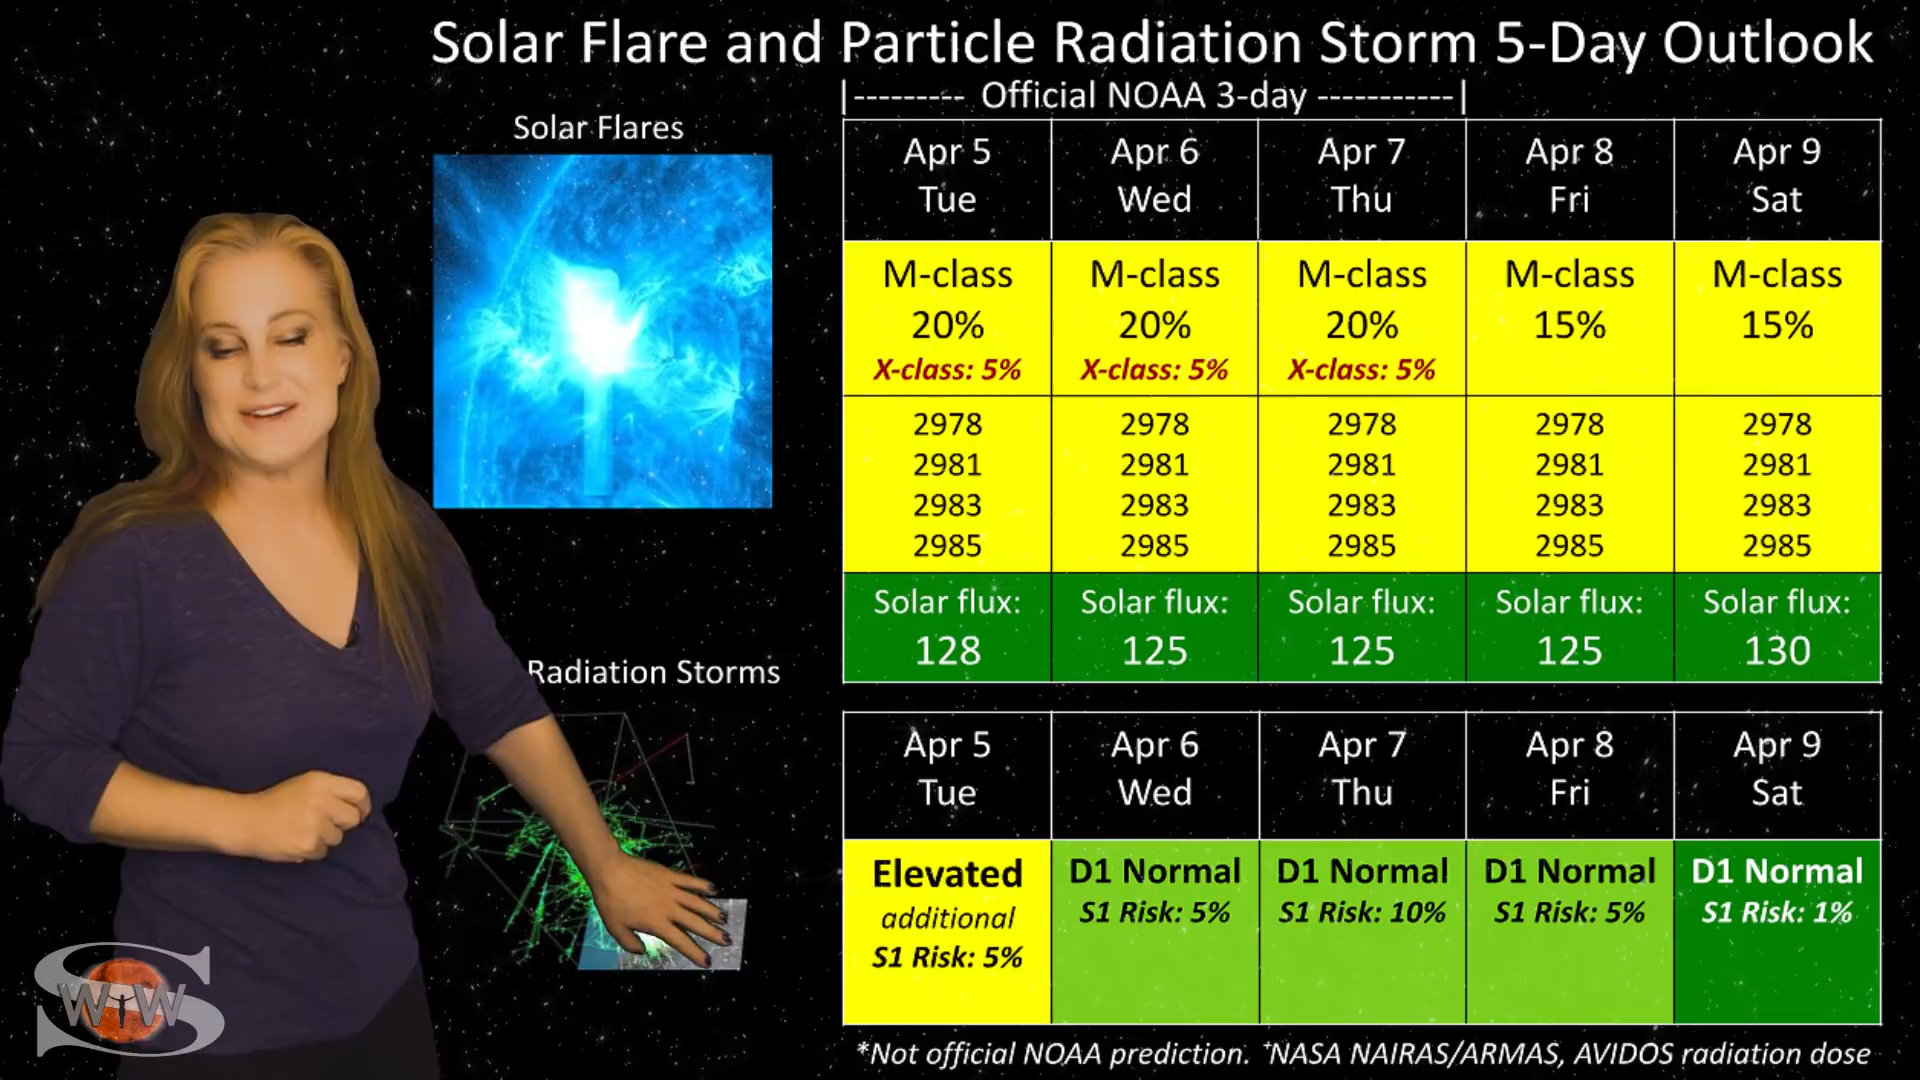 Solar Flare and Particle Radiation Storm 5-Day Outlook
|--------- Official NOAA 3-day -----------|
Solar Flares
Apr 5 Apr 6 Apr 7 Apr 8 Apr 9
Tue Wed Thu Fri Sat
M-class M-class M-class M-class M-class
20% 20% 20% 15% 15%
X-class: 5% X-class: 5% X-class: 5%
2978 2978 2978 2978 2978
2981 2981 2981 2981 2981
2983 2983 2983 2983 2983
2985 2985 2985 2985 2985
Solar flux: Solar flux: Solar flux: Solar flux: Solar flux:
128 125 125 125 130
Radiation Storms
Apr 5 Apr 6 Apr 7 Apr 8 Apr 9
Tue Wed Thu Fri Sat
Elevated D1 Normal D1 Normal D1 Normal D1 Normal
additional S1 Risk: 5% S1 Risk: 10% S1 Risk: 5% S1 Risk: 1%
S1 Risk: 5%
SWTW
*Not official NOAA prediction. +NASA NAIRAS/ARMAS, AVIDOS radiation dose